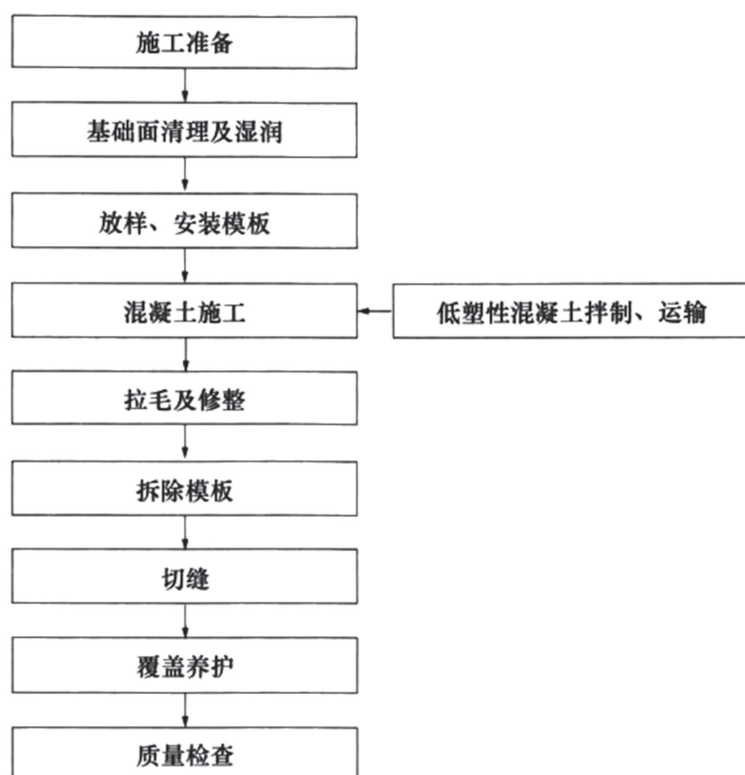 施工准备
基础面清理及湿润
放样、安装模板
混凝土施工
低塑性混凝土拌制、运输
拉毛及修整
拆除模板
切缝
覆盖养护
质量检查